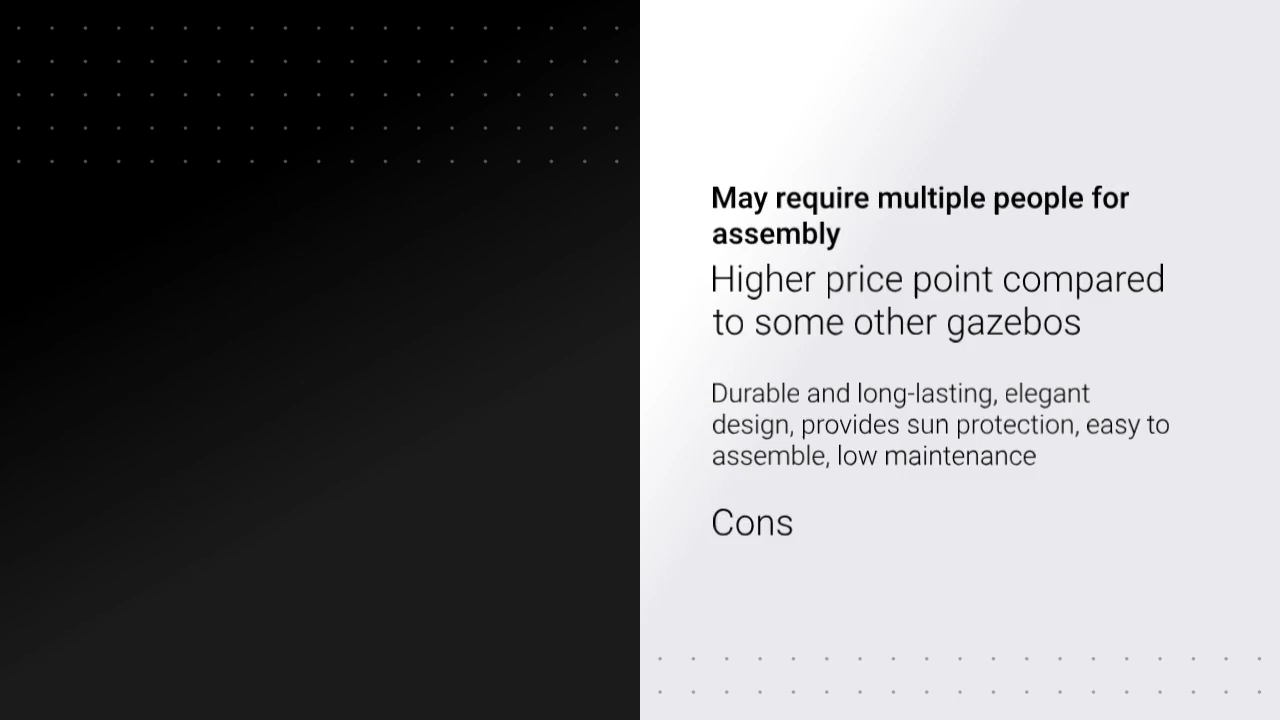 May require multiple people for
assembly
Higher price point compared
to some other gazebos
Durable and long-lasting, elegant
design, provides sun protection, easy to
assemble, low maintenance
Cons